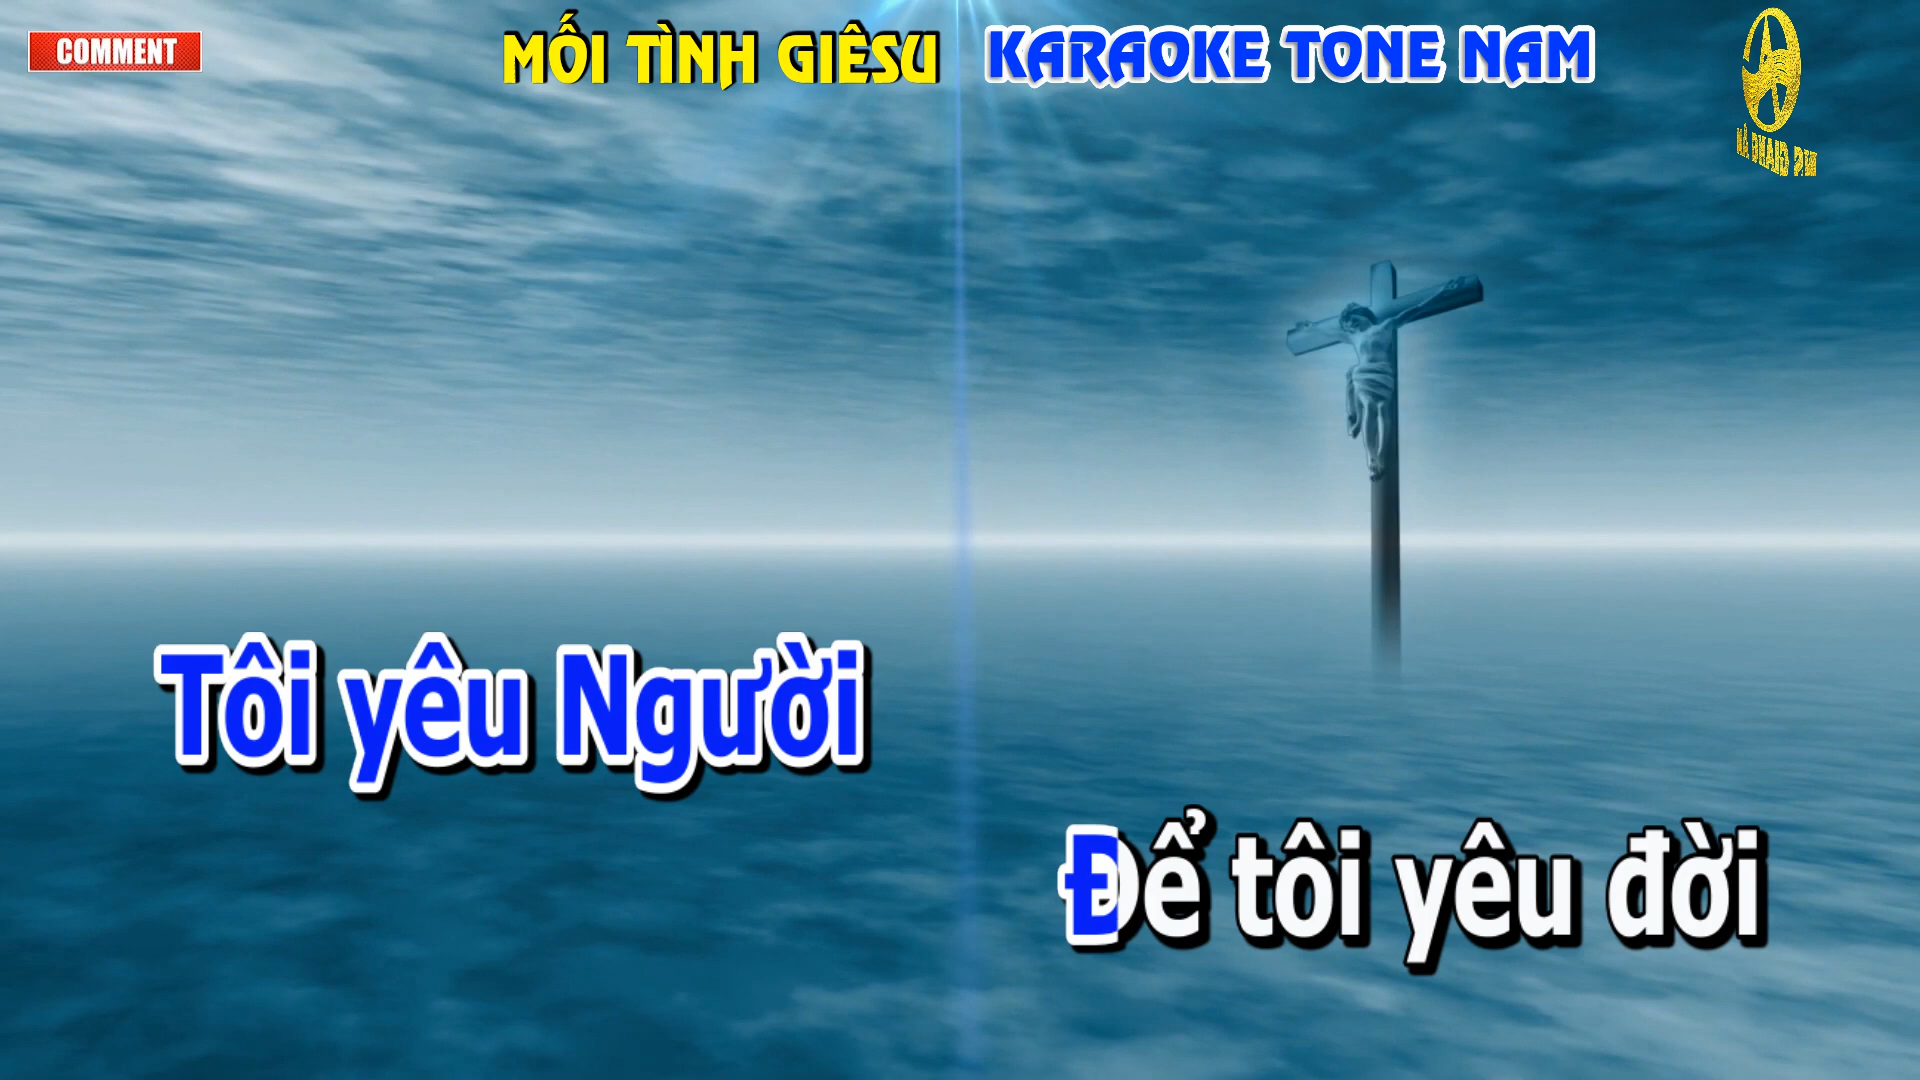 COMMENT
MỐI TÌNH GIÊSU KARAOKE TONE NAM
Tôi yêu Người
Để tôi yêu đời